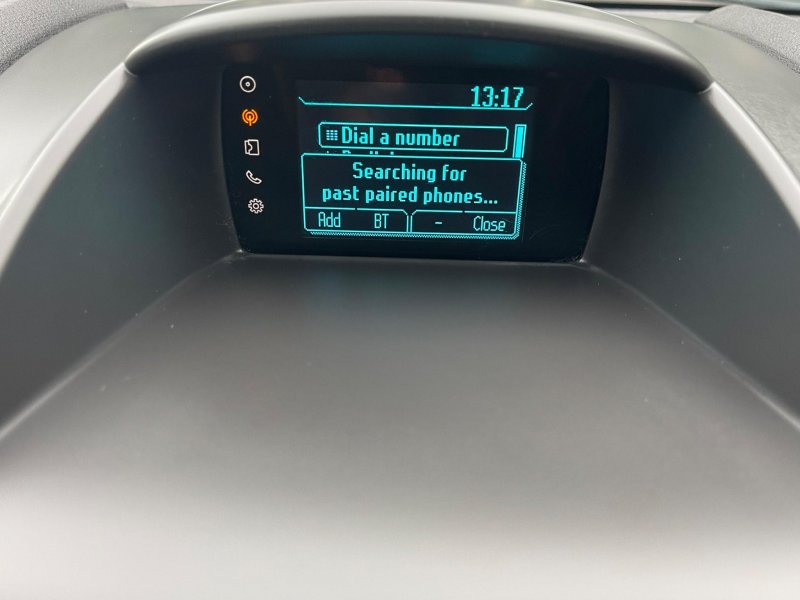 13:17
Dial a number
Searching for
past paired phones...
Add BT - Close